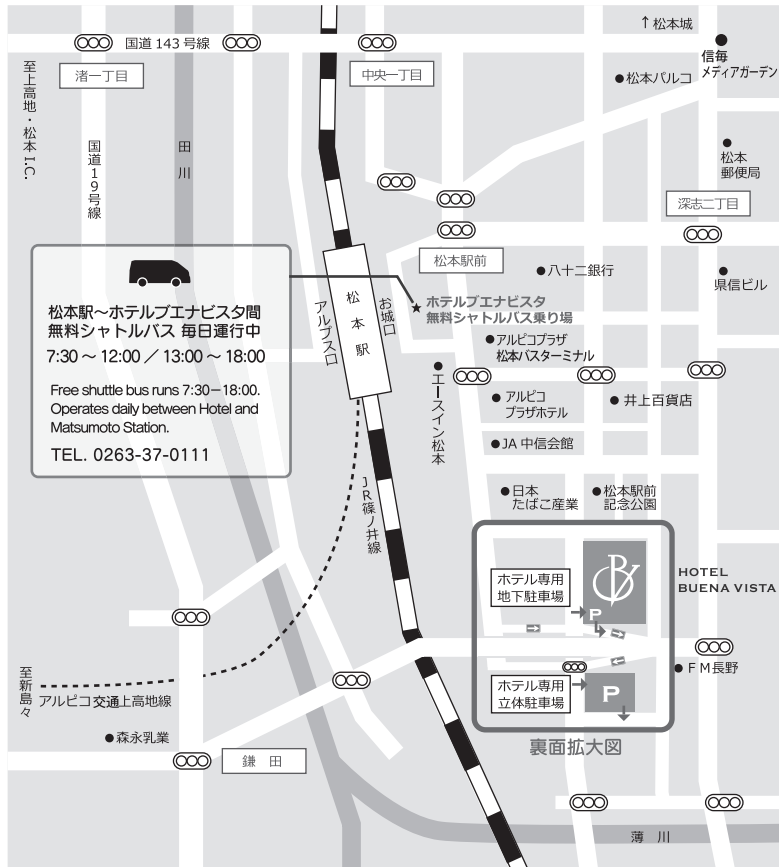 ↑松本城
国道 143 号線
信毎
メディアガーデン
渚一丁目
中央一丁目
松本パルコ
至上高地・松本 I.C.
国道19号線
田川
松本
郵便局
深志二丁目
松本駅前
八十二銀行
県信ビル
松本駅～ホテルブエナビスタ間
無料シャトルバス 毎日運行中
7:30 ～ 12:00 ／ 13:00 ～ 18:00
Free shuttle bus runs 7:30－18:00.
Operates daily between Hotel and
Matsumoto Station.
TEL. 0263-37-0111
アルプス口
松本駅
お城口
★ホテルブエナビスタ
無料シャトルバス乗り場
アルピコプラザ
松本バスターミナル
エースイン松本
アルピコ
プラザホテル
井上百貨店
JA 中信会館
日本
たばこ産業
松本駅前
記念公園
JR篠ノ井線
ホテル専用
地下駐車場
P
BV
HOTEL
BUENA VISTA
FM長野
ホテル専用
立体駐車場
P
裏面拡大図
至新島々
アルピコ交通上高地線
森永乳業
鎌 田
薄 川